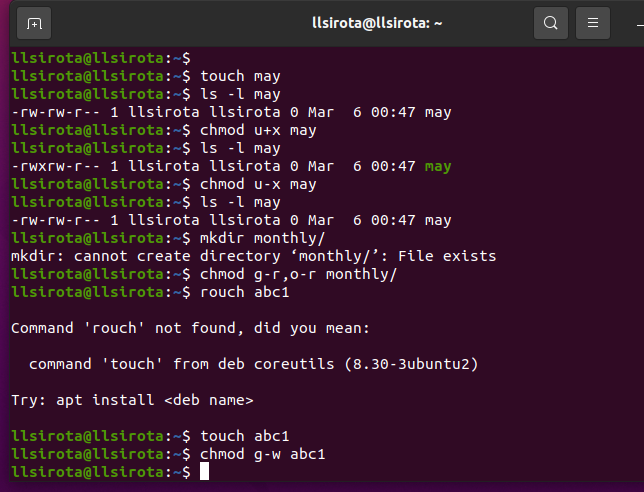 llsirota@llsirota: ~
llsirota@llsirota:~$
llsirota@llsirota:~$ touch may
llsirota@llsirota:~$ ls -l may
-rw-rw-r-- 1 llsirota llsirota 0 Mar  6 00:47 may
llsirota@llsirota:~$ chmod u+x may
llsirota@llsirota:~$ ls -l may
-rwxrw-r-- 1 llsirota llsirota 0 Mar  6 00:47 may
llsirota@llsirota:~$ chmod u-x may
llsirota@llsirota:~$ ls -l may
-rw-rw-r-- 1 llsirota llsirota 0 Mar  6 00:47 may
llsirota@llsirota:~$ mkdir monthly/
mkdir: cannot create directory ‘monthly/’: File exists
llsirota@llsirota:~$ chmod g-r,o-r monthly/
llsirota@llsirota:~$ rouch abc1
Command 'rouch' not found, did you mean:
  command 'touch' from deb coreutils (8.30-3ubuntu2)
Try: apt install <deb name>
llsirota@llsirota:~$ touch abc1
llsirota@llsirota:~$ chmod g-w abc1
llsirota@llsirota:~$